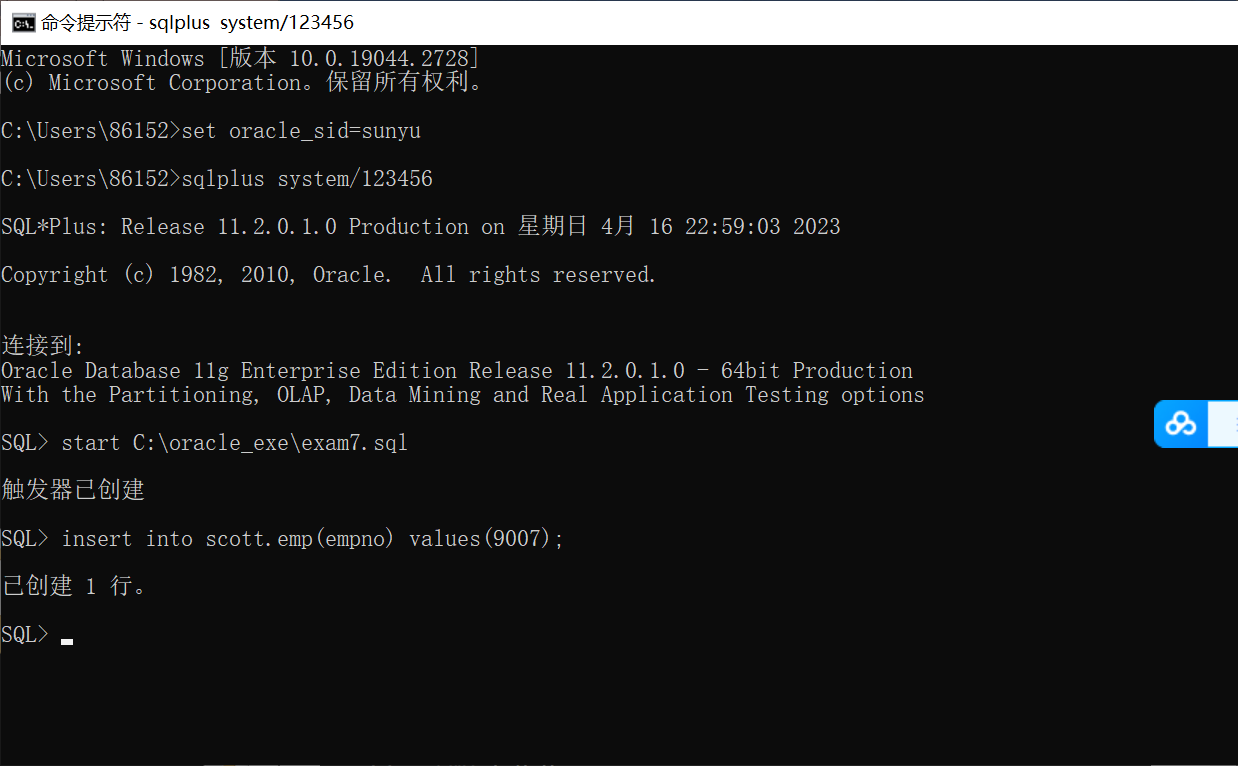 命令提示符 - sqlplus  system/123456
Microsoft Windows [版本 10.0.19044.2728]
(c) Microsoft Corporation。保留所有权利。
C:\Users\86152>set oracle_sid=sunyu
C:\Users\86152>sqlplus system/123456
SQL*Plus: Release 11.2.0.1.0 Production on 星期日 4月 16 22:59:03 2023
Copyright (c) 1982, 2010, Oracle.  All rights reserved.
连接到:
Oracle Database 11g Enterprise Edition Release 11.2.0.1.0 - 64bit Production
With the Partitioning, OLAP, Data Mining and Real Application Testing options
SQL> start C:\oracle_exe\exam7.sql
触发器已创建
SQL> insert into scott.emp(empno) values(9007);
已创建 1 行。
SQL>